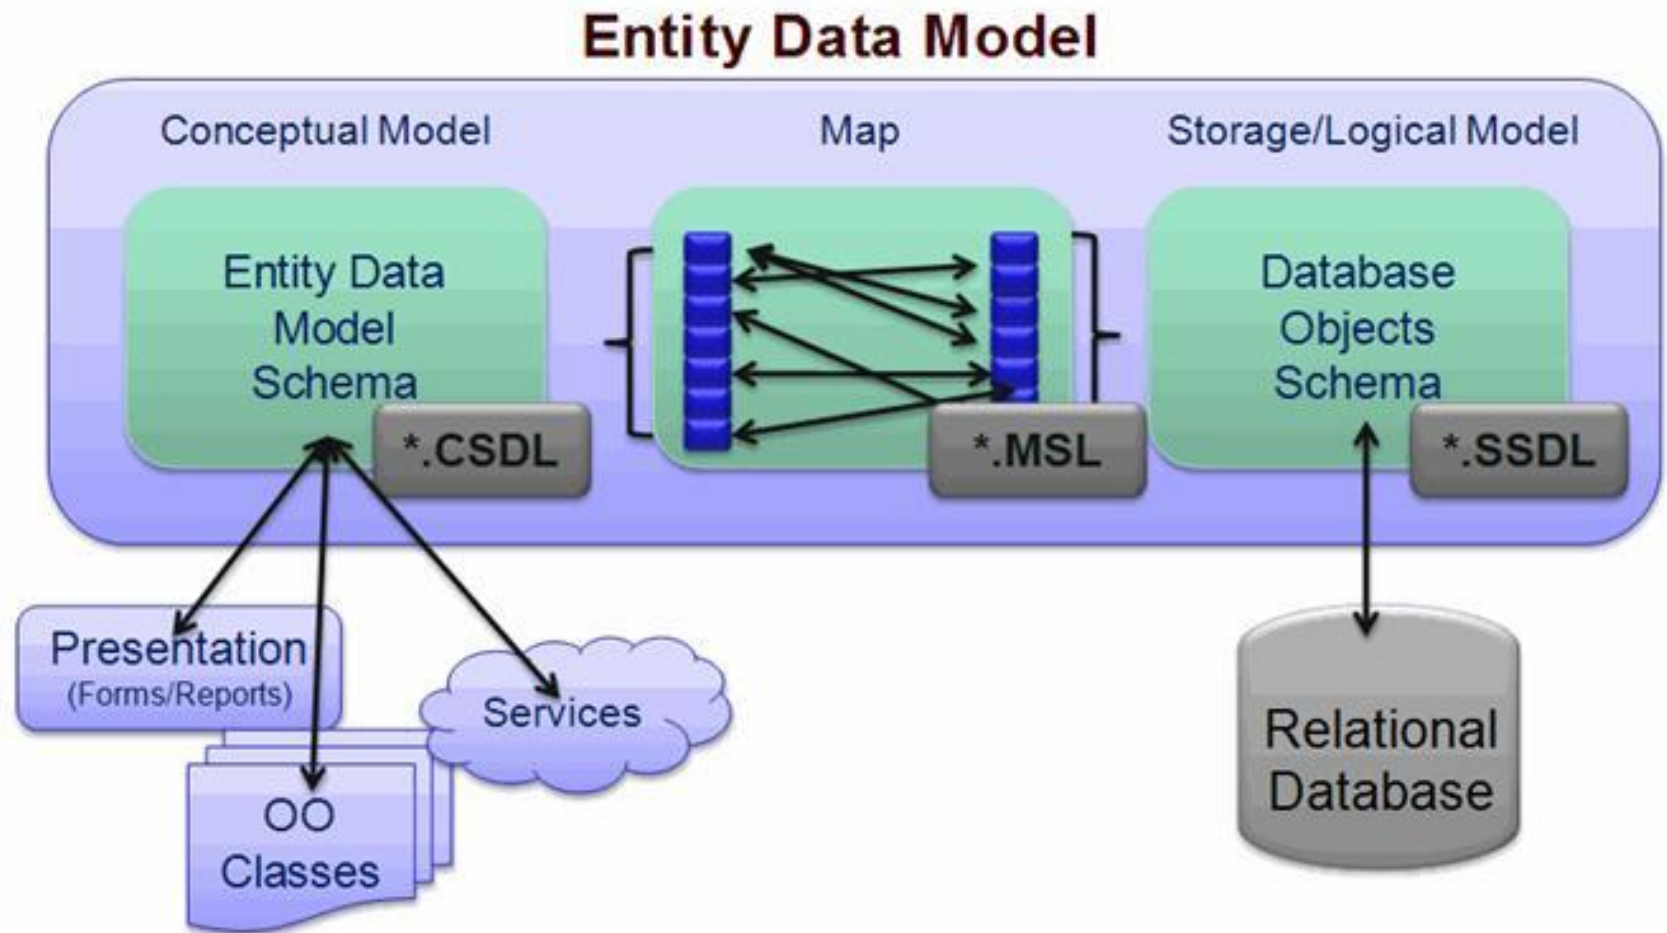 Entity Data Model
Conceptual Model
Map
Storage/Logical Model
Entity Data
Model
Schema
*.CSDL
*.MSL
Database
Objects
Schema
*.SSDL
Presentation
(Forms/Reports)
Services
OO
Classes
Relational
Database